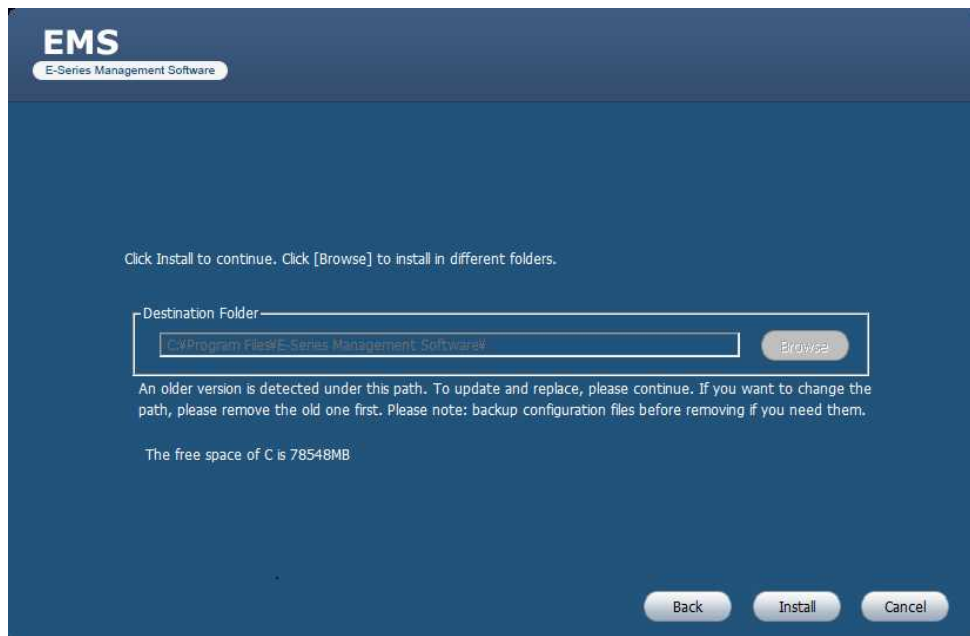 EMS
E-Series Management Software
Click Install to continue. Click [Browse] to install in different folders.
Destination Folder
C:¥Program Files¥E-Series Management Software¥
Browse
An older version is detected under this path. To update and replace, please continue. If you want to change the
path, please remove the old one first. Please note: backup configuration files before removing if you need them.
The free space of C is 78548MB
Back Install Cancel